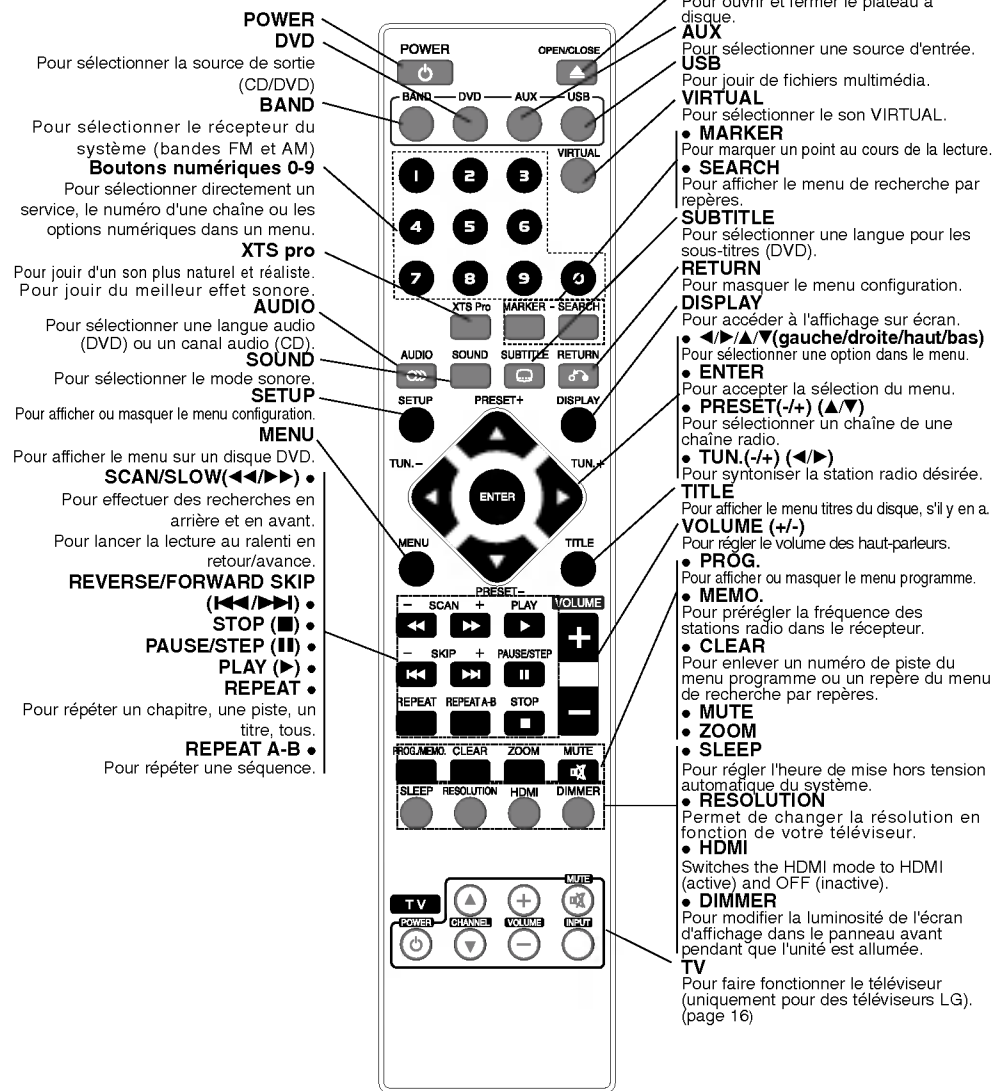 POWER
DVD
Pour sélectionner la source de sortie
(CD/DVD)
BAND
Pour sélectionner le récepteur du
système (bandes FM et AM)
Boutons numériques 0-9
Pour sélectionner directement un
service, le numéro d'une chaîne ou les
options numériques dans un menu.
XTS pro
Pour jouir d'un son plus naturel et réaliste.
Pour jouir du meilleur effet sonore.
AUDIO
Pour sélectionner une langue audio
(DVD) ou un canal audio (CD).
SOUND
Pour sélectionner le mode sonore.
SETUP
Pour afficher ou masquer le menu configuration.
MENU
Pour afficher le menu sur un disque DVD.
SCAN/SLOW(◄◄/►►) ●
Pour effectuer des recherches en
arrière et en avant.
Pour lancer la lecture au ralenti en
retour/avance.
REVERSE/FORWARD SKIP
(I◄◄/►►I) ●
STOP (■) ●
PAUSE/STEP (II) ●
PLAY (►) ●
REPEAT ●
Pour répéter un chapitre, une piste, un
titre, tous.
REPEAT A-B ●
Pour répéter une séquence.
POWER OPEN/CLOSE
BAND DVD AUX USB
VIRTUAL
1 2 3
4 5 6
7 8 9 0
XTS Pro MARKER - SEARCH
AUDIO SOUND SUBTITLE RETURN
SETUP PRESET+ DISPLAY
TUN.- TUN.+
ENTER
MENU TITLE
PRESET-
- SCAN + PLAY VOLUME
+
- SKIP + PAUSE/STEP
REPEAT REPEAT A-B STOP
-
PROG./MEMO. CLEAR ZOOM MUTE
SLEEP RESOLUTION HDMI DIMMER
MUTE
TV
POWER CHANNEL VOLUME INPUT
Pour ouvrir et fermer le plateau à
disque.
AUX
Pour sélectionner une source d'entrée.
USB
Pour jouir de fichiers multimédia.
VIRTUAL
Pour sélectionner le son VIRTUAL.
● MARKER
Pour marquer un point au cours de la lecture.
● SEARCH
Pour afficher le menu de recherche par
repères.
SUBTITLE
Pour sélectionner une langue pour les
sous-titres (DVD).
RETURN
Pour masquer le menu configuration.
DISPLAY
Pour accéder à l'affichage sur écran.
● ◄/►/▲/▼(gauche/droite/haut/bas)
Pour sélectionner une option dans le menu.
● ENTER
Pour accepter la sélection du menu.
● PRESET(-/+) (▲/▼)
Pour sélectionner un chaîne de une
chaîne radio.
● TUN.(-/+) (◄/►)
Pour syntoniser la station radio désirée.
TITLE
Pour afficher le menu titres du disque, s'il y en a.
VOLUME (+/-)
Pour régler le volume des haut-parleurs.
● PROG.
Pour afficher ou masquer le menu programme.
● MEMO.
Pour prérégler la fréquence des
stations radio dans le récepteur.
● CLEAR
Pour enlever un numéro de piste du
menu programme ou un repère du menu
de recherche par repères.
● MUTE
● ZOOM
● SLEEP
Pour régler l'heure de mise hors tension
automatique du système.
● RESOLUTION
Permet de changer la résolution en
fonction de votre téléviseur.
● HDMI
Switches the HDMI mode to HDMI
(active) and OFF (inactive).
● DIMMER
Pour modifier la luminosité de l'écran
d'affichage dans le panneau avant
pendant que l'unité est allumée.
TV
Pour faire fonctionner le téléviseur
(uniquement pour des téléviseurs LG).
(page 16)